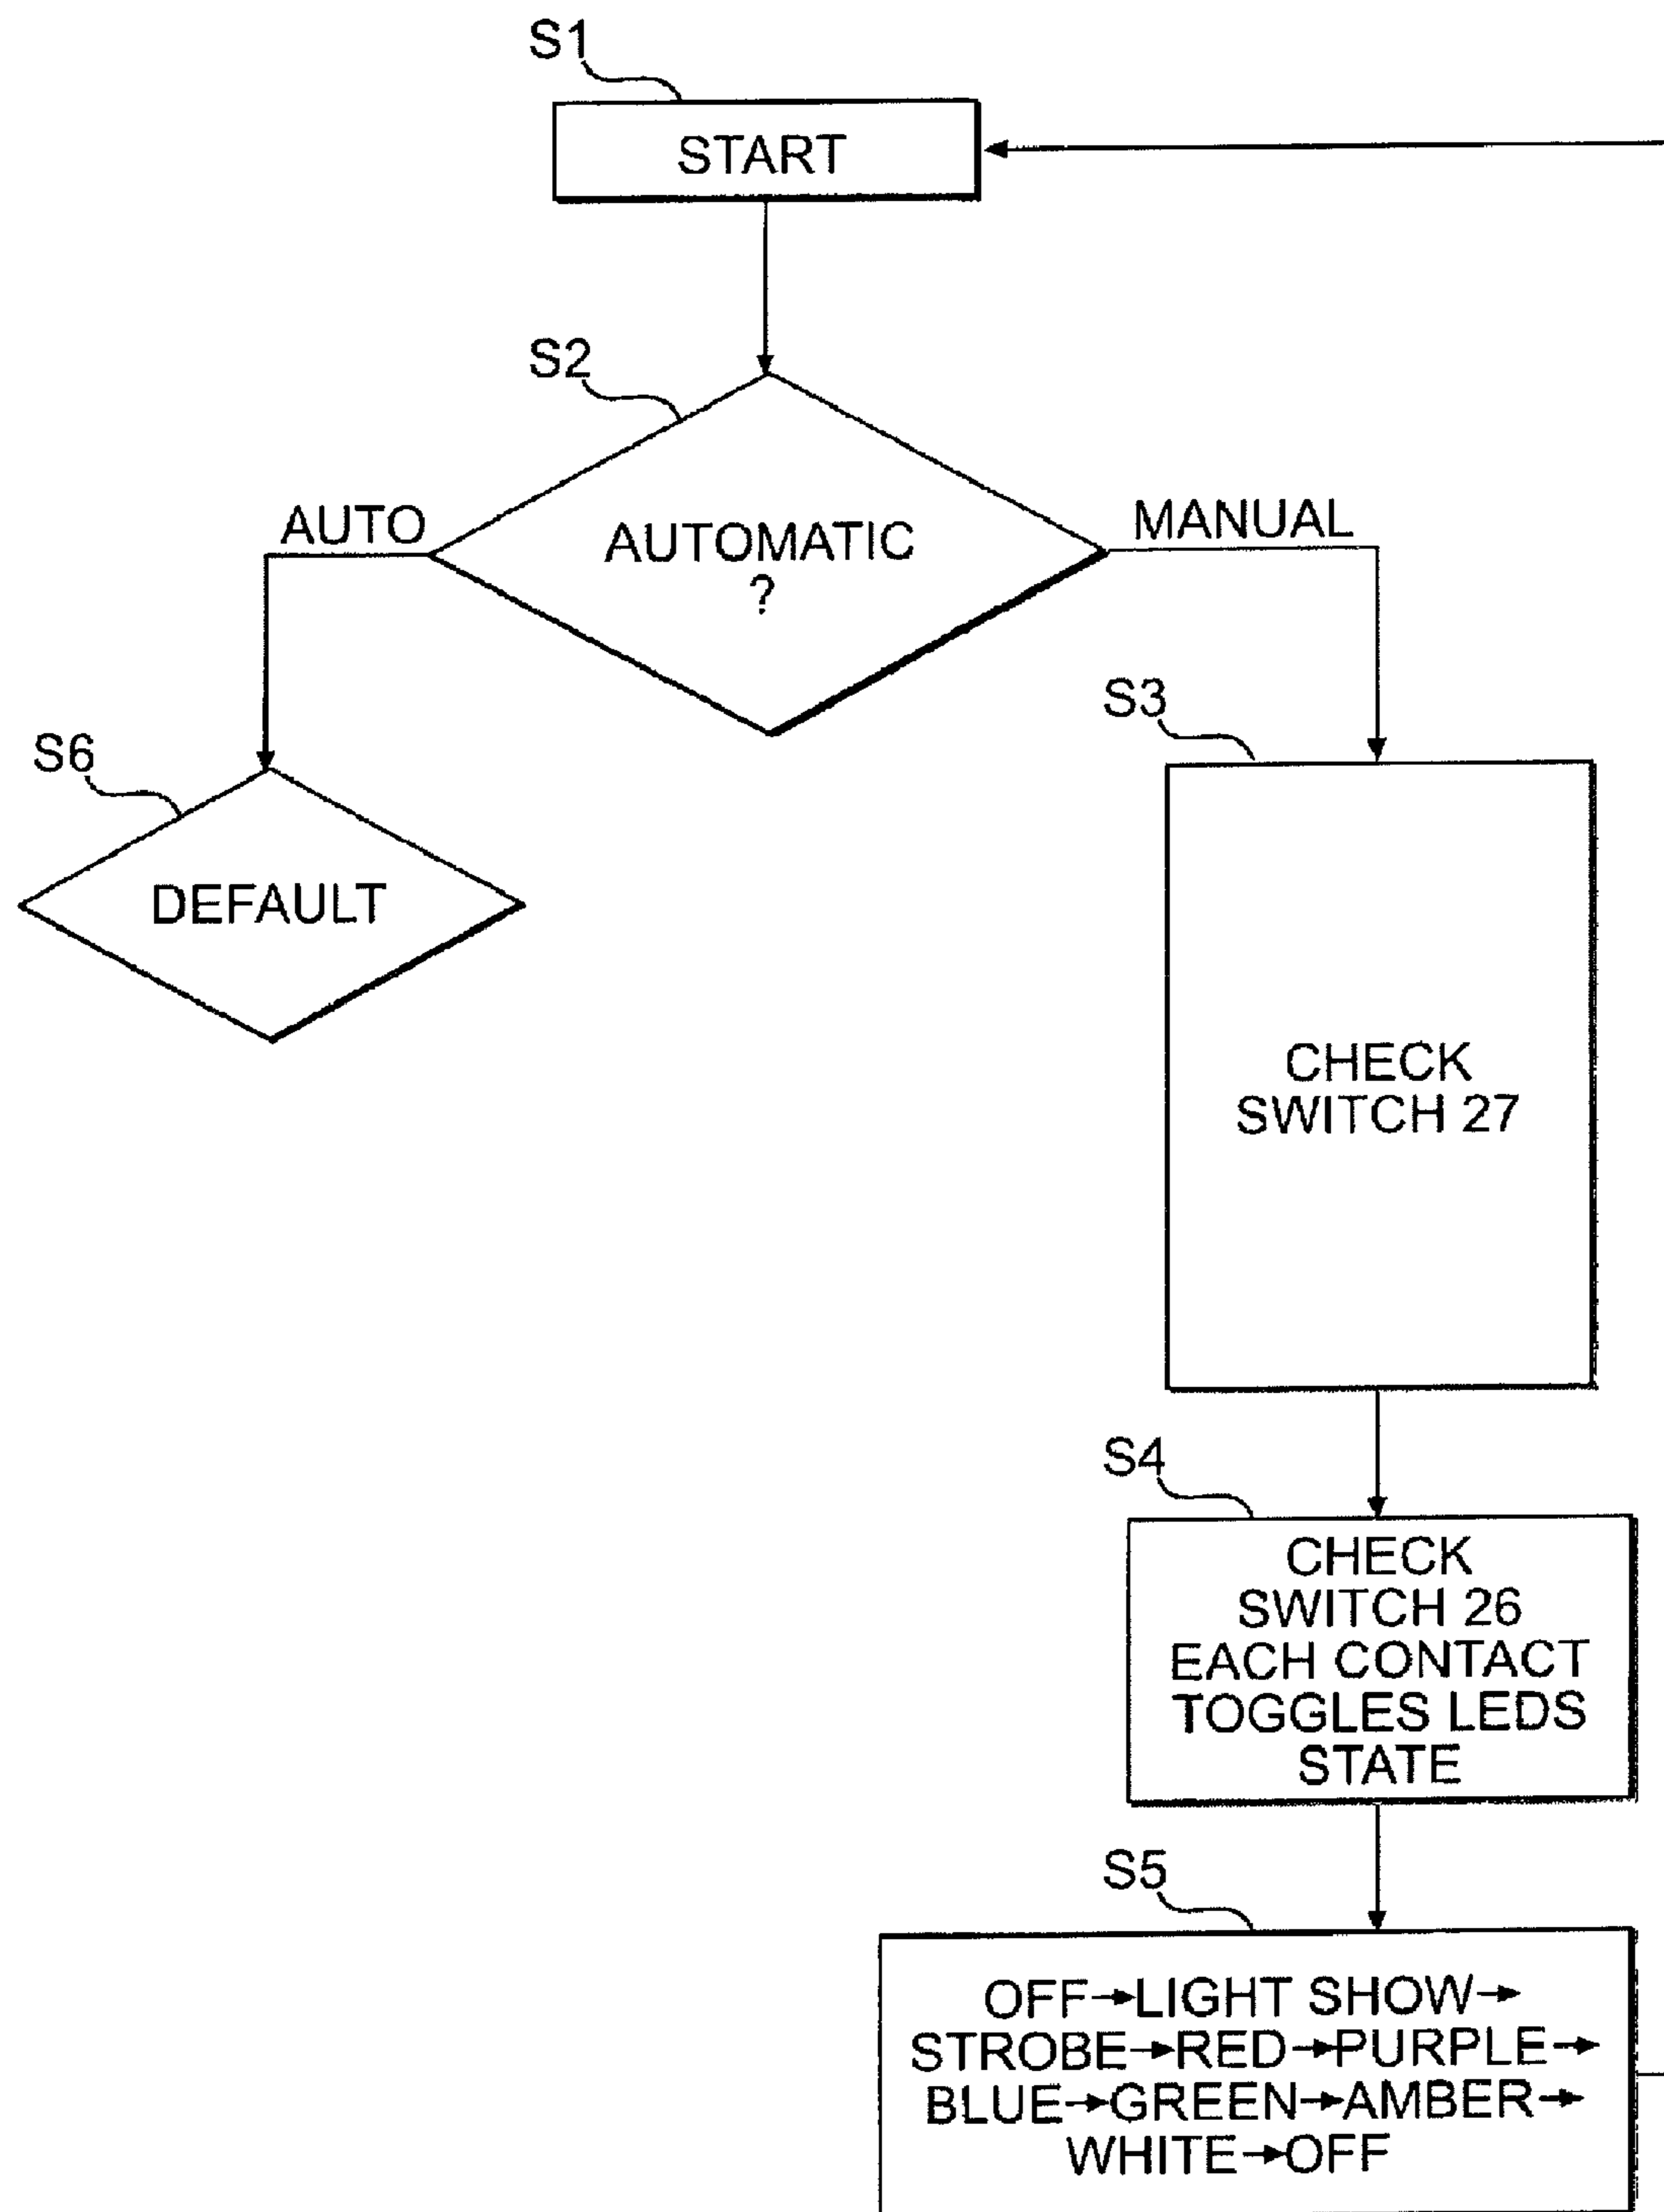 S1
START
S2
AUTO
AUTOMATIC
?
MANUAL
S3
S6
DEFAULT
CHECK
SWITCH 27
S4
CHECK
SWITCH 26
EACH CONTACT
TOGGLES LEDS
STATE
S5
OFF→LIGHT SHOW→
STROBE→RED→PURPLE→
BLUE→GREEN→AMBER→
WHITE→OFF